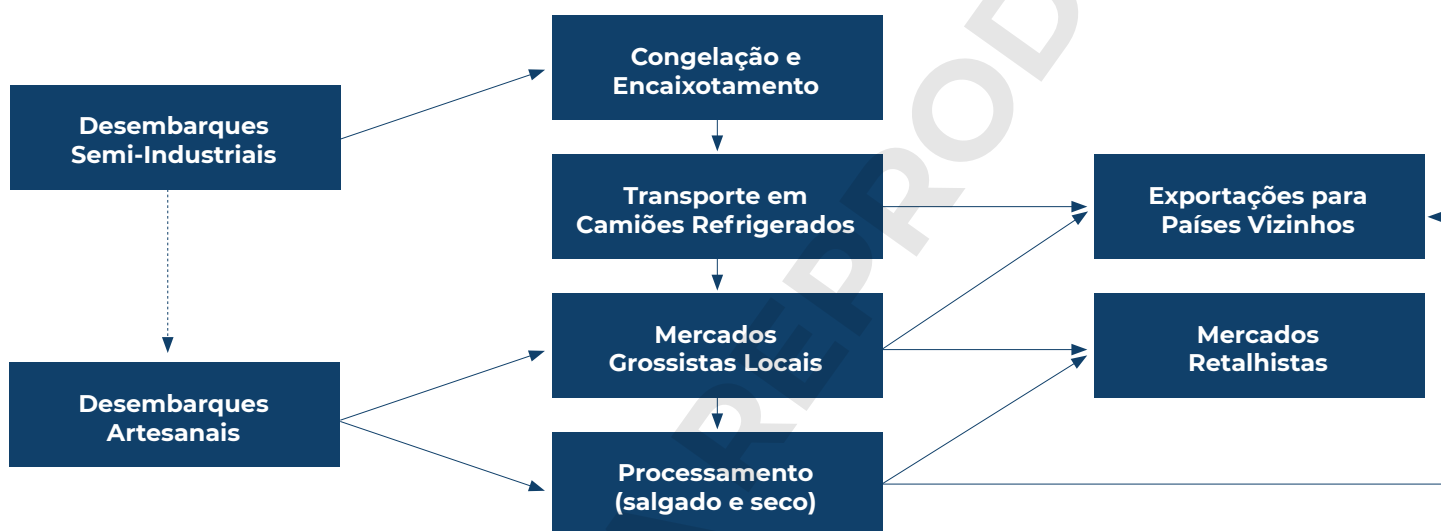 Congelação e
Encaixotamento
Desembarques
Semi-Industriais
Transporte em
Camiões Refrigerados
Exportações para
Países Vizinhos
Mercados
Grossistas Locais
Mercados
Retalhistas
Desembarques
Artesanais
Processamento
(salgado e seco)
REPROD